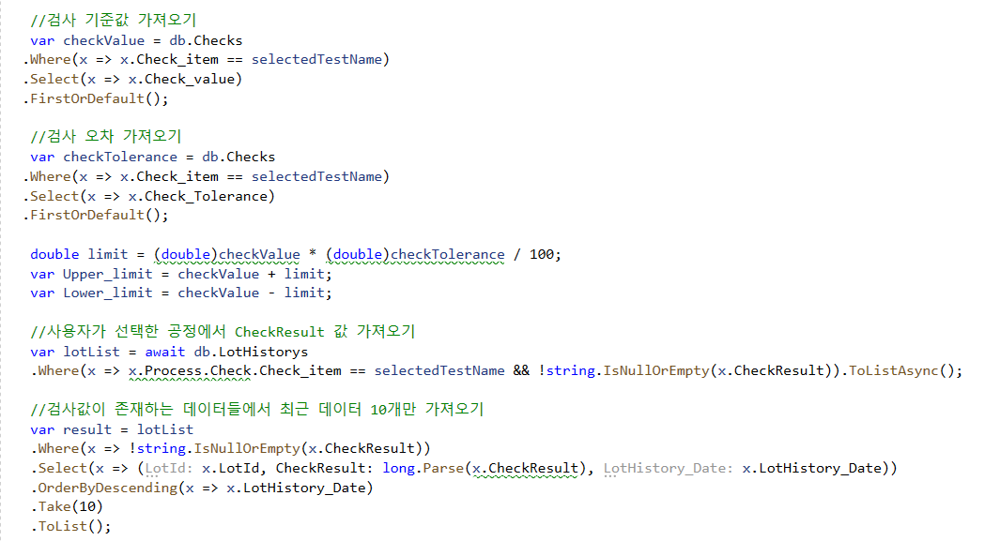 //검사 기준값 가져오기
var checkValue = db.Checks
.Where(x => x.Check_item == selectedTestName)
.Select(x => x.Check_value)
.FirstOrDefault();
//검사 오차 가져오기
var checkTolerance = db.Checks
.Where(x => x.Check_item == selectedTestName)
.Select(x => x.Check_Tolerance)
.FirstOrDefault();
double limit = (double)checkValue * (double)checkTolerance / 100;
var Upper_limit = checkValue + limit;
var Lower_limit = checkValue - limit;
//사용자가 선택한 공정에서 CheckResult 값 가져오기
var lotList = await db.LotHistorys
.Where(x => x.Process.Check.Check_item == selectedTestName && !string.IsNullOrEmpty(x.CheckResult)).ToListAsync();
//검사값이 존재하는 데이터들에서 최근 데이터 10개만 가져오기
var result = lotList
.Where(x => !string.IsNullOrEmpty(x.CheckResult))
.Select(x => (LotId: x.LotId, CheckResult: long.Parse(x.CheckResult), LotHistory_Date: x.LotHistory_Date))
.OrderByDescending(x => x.LotHistory_Date)
.Take(10)
.ToList();